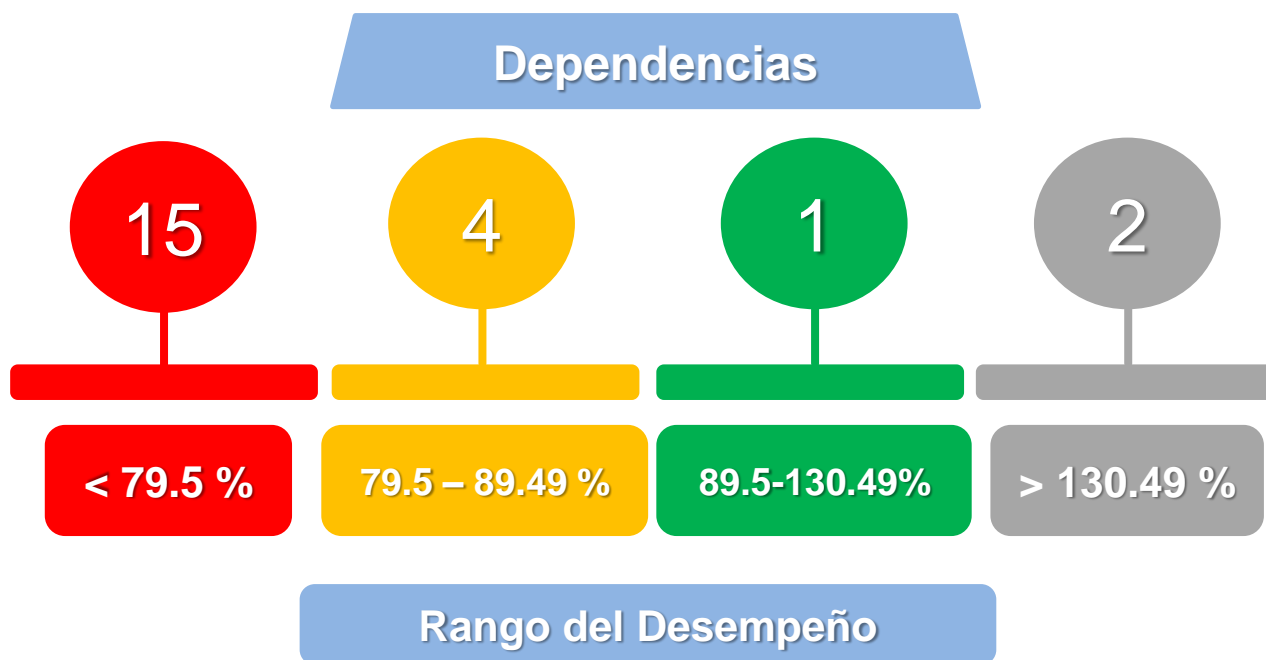 Dependencias
15
4
1
2
< 79.5 %
79.5 – 89.49 %
89.5-130.49%
> 130.49 %
Rango del Desempeño